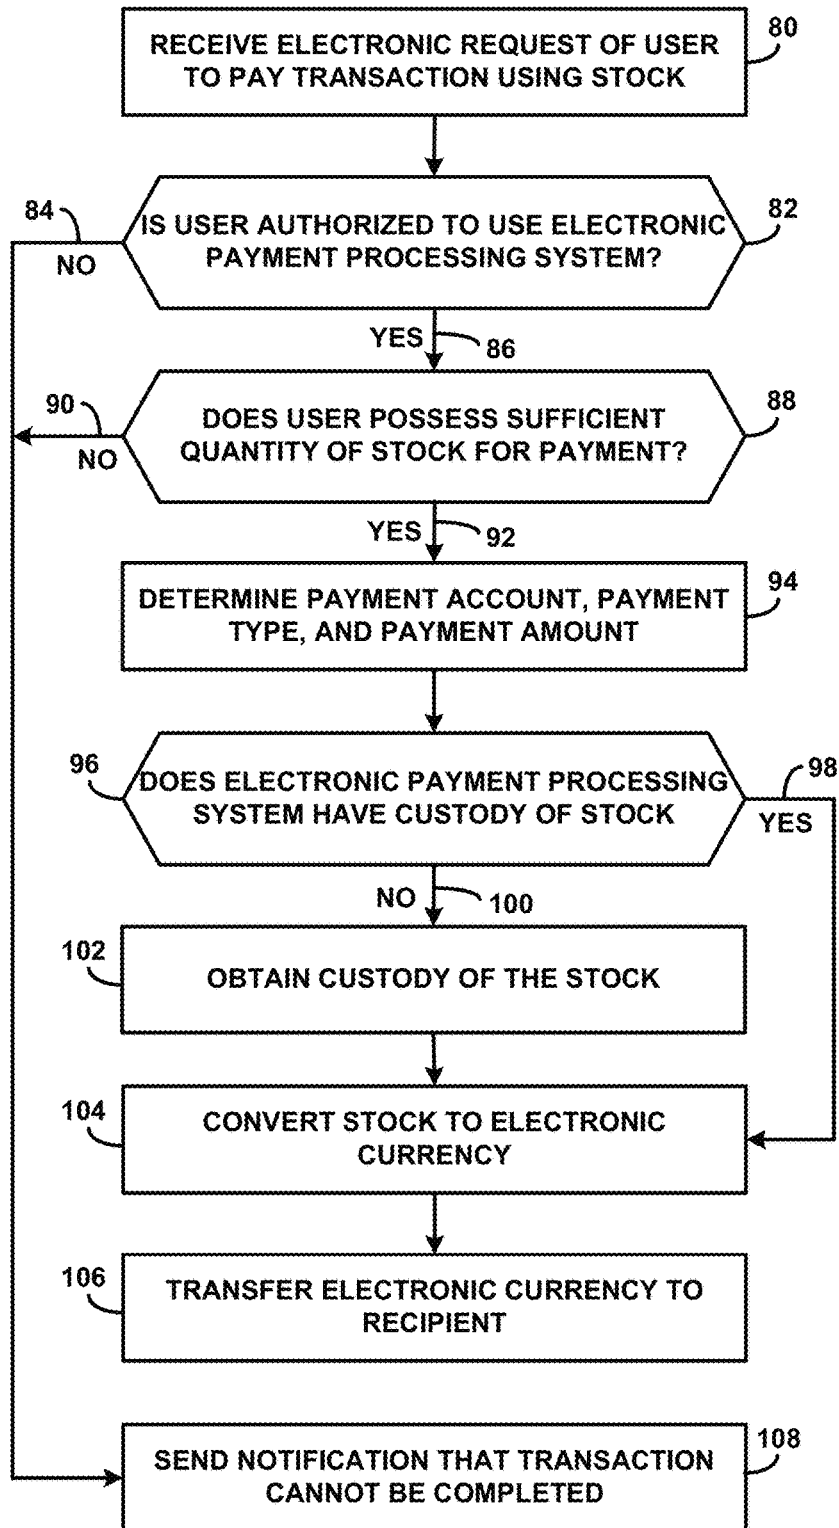 RECEIVE ELECTRONIC REQUEST OF USER
TO PAY TRANSACTION USING STOCK
80
IS USER AUTHORIZED TO USE ELECTRONIC
PAYMENT PROCESSING SYSTEM?
82
84
NO
YES
86
DOES USER POSSESS SUFFICIENT
QUANTITY OF STOCK FOR PAYMENT?
88
90
NO
YES
92
DETERMINE PAYMENT ACCOUNT, PAYMENT
TYPE, AND PAYMENT AMOUNT
94
96
DOES ELECTRONIC PAYMENT PROCESSING
SYSTEM HAVE CUSTODY OF STOCK
98
YES
NO
100
102
OBTAIN CUSTODY OF THE STOCK
104
CONVERT STOCK TO ELECTRONIC
CURRENCY
106
TRANSFER ELECTRONIC CURRENCY TO
RECIPIENT
SEND NOTIFICATION THAT TRANSACTION
CANNOT BE COMPLETED
108